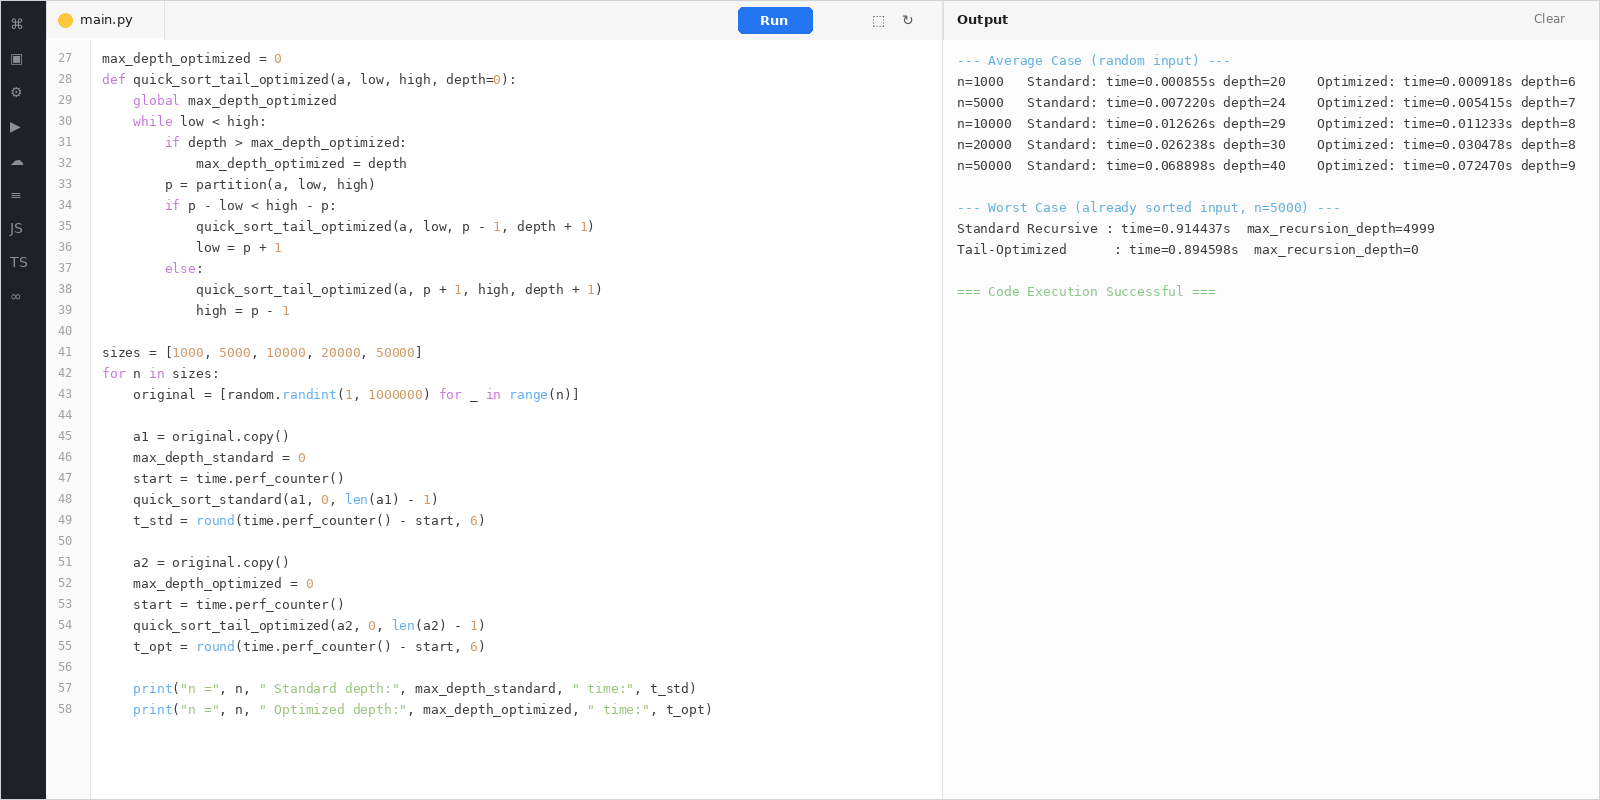 main.py
Run
27 max_depth_optimized = 0
28 def quick_sort_tail_optimized(a, low, high, depth=0):
29     global max_depth_optimized
30     while low < high:
31         if depth > max_depth_optimized:
32             max_depth_optimized = depth
33         p = partition(a, low, high)
34         if p - low < high - p:
35             quick_sort_tail_optimized(a, low, p - 1, depth + 1)
36             low = p + 1
37         else:
38             quick_sort_tail_optimized(a, p + 1, high, depth + 1)
39             high = p - 1
40
41 sizes = [1000, 5000, 10000, 20000, 50000]
42 for n in sizes:
43     original = [random.randint(1, 1000000) for _ in range(n)]
44
45     a1 = original.copy()
46     max_depth_standard = 0
47     start = time.perf_counter()
48     quick_sort_standard(a1, 0, len(a1) - 1)
49     t_std = round(time.perf_counter() - start, 6)
50
51     a2 = original.copy()
52     max_depth_optimized = 0
53     start = time.perf_counter()
54     quick_sort_tail_optimized(a2, 0, len(a2) - 1)
55     t_opt = round(time.perf_counter() - start, 6)
56
57     print("n =", n, " Standard depth:", max_depth_standard, " time:", t_std)
58     print("n =", n, " Optimized depth:", max_depth_optimized, " time:", t_opt)
JS
TS
Output
Clear
--- Average Case (random input) ---
n=1000   Standard: time=0.000855s depth=20    Optimized: time=0.000918s depth=6
n=5000   Standard: time=0.007220s depth=24    Optimized: time=0.005415s depth=7
n=10000  Standard: time=0.012626s depth=29    Optimized: time=0.011233s depth=8
n=20000  Standard: time=0.026238s depth=30    Optimized: time=0.030478s depth=8
n=50000  Standard: time=0.068898s depth=40    Optimized: time=0.072470s depth=9
--- Worst Case (already sorted input, n=5000) ---
Standard Recursive : time=0.914437s  max_recursion_depth=4999
Tail-Optimized      : time=0.894598s  max_recursion_depth=0
=== Code Execution Successful ===